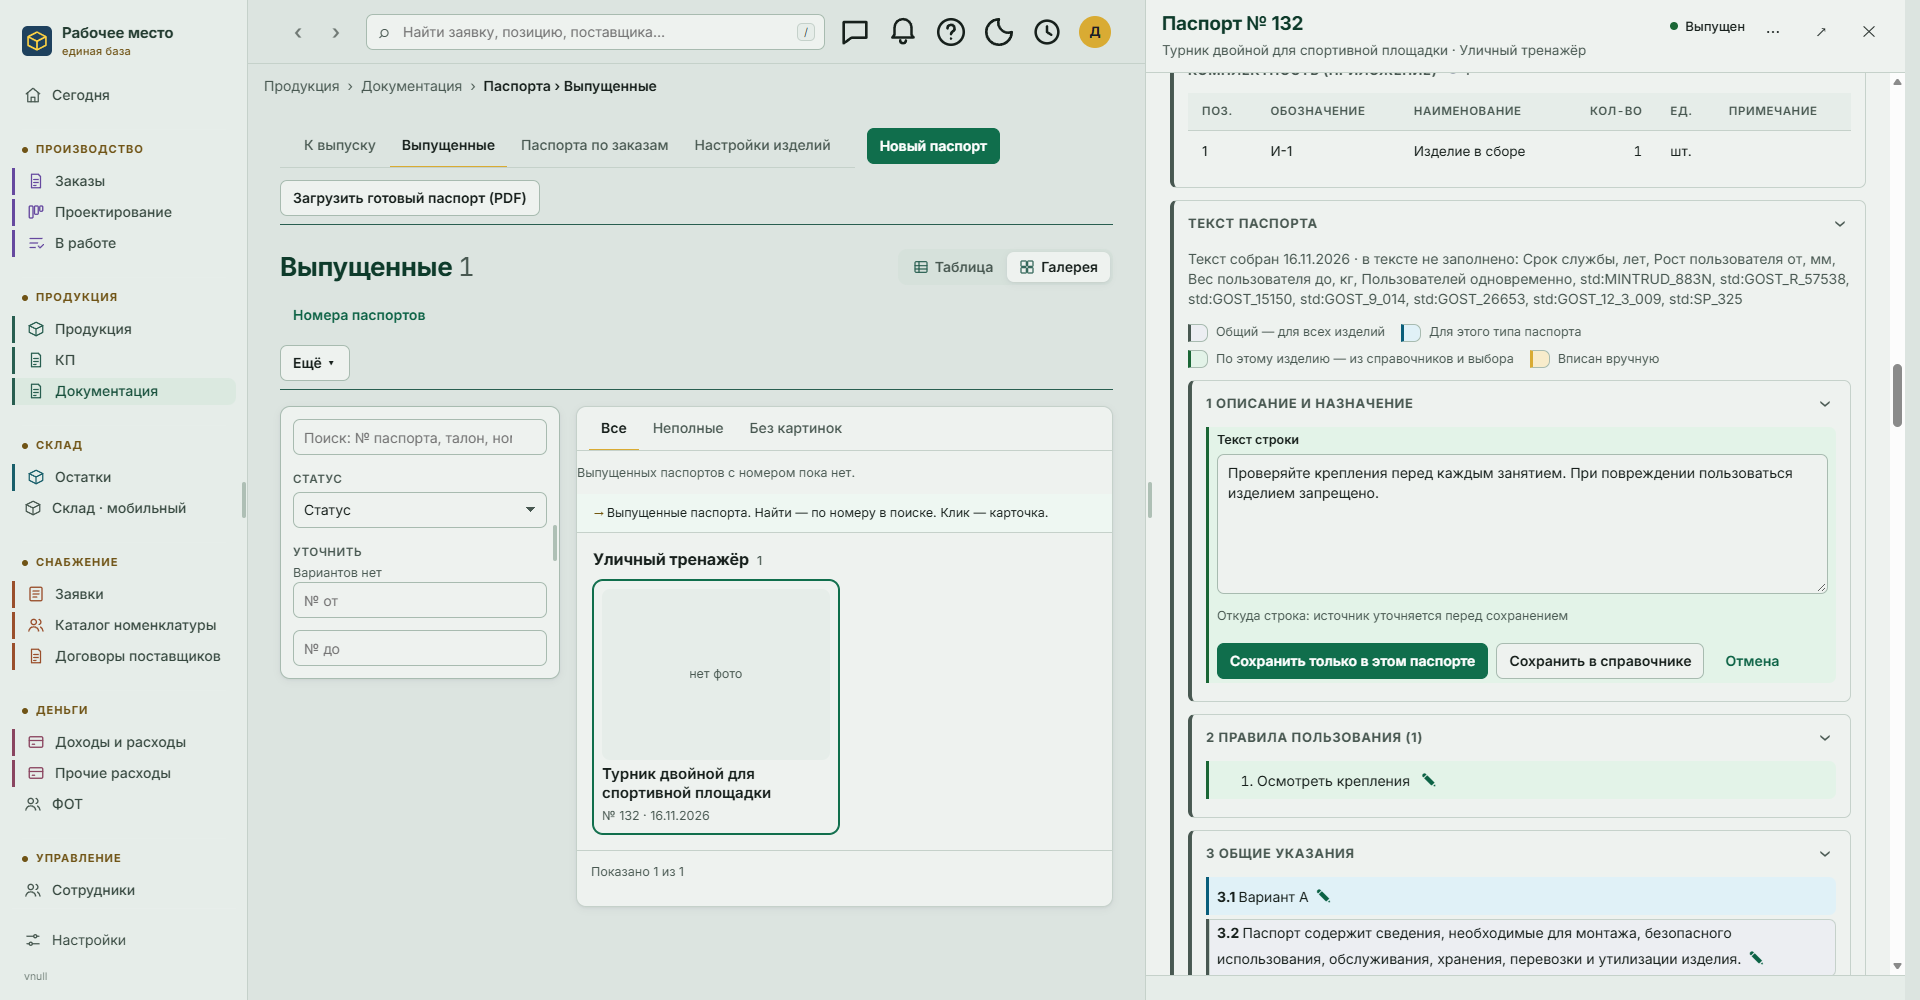 Рабочее место
единая база
Сегодня
ПРОИЗВОДСТВО
Заказы
Проектирование
В работе
ПРОДУКЦИЯ
Продукция
КП
Документация
СКЛАД
Остатки
Склад · мобильный
СНАБЖЕНИЕ
Заявки
Каталог номенклатуры
Договоры поставщиков
ДЕНЬГИ
Доходы и расходы
Прочие расходы
ФОТ
УПРАВЛЕНИЕ
Сотрудники
Настройки
vnull
Найти заявку, позицию, поставщика...
/
Д
Продукция › Документация › Паспорта › Выпущенные
К выпуску
Выпущенные
Паспорта по заказам
Настройки изделий
Новый паспорт
Загрузить готовый паспорт (PDF)
Выпущенные 1
Таблица
Галерея
Номера паспортов
Ещё
Поиск: № паспорта, талон, ног
СТАТУС
Статус
УТОЧНИТЬ
Вариантов нет
№ от
№ до
Все
Неполные
Без картинок
Выпущенных паспортов с номером пока нет.
→ Выпущенные паспорта. Найти — по номеру в поиске. Клик — карточка.
Уличный тренажёр 1
нет фото
Турник двойной для
спортивной площадки
№ 132 · 16.11.2026
Показано 1 из 1
Паспорт № 132
Выпущен
...
Турник двойной для спортивной площадки · Уличный тренажёр
ПОЗ. ОБОЗНАЧЕНИЕ НАИМЕНОВАНИЕ КОЛ-ВО ЕД. ПРИМЕЧАНИЕ
1 И-1 Изделие в сборе 1 шт.
ТЕКСТ ПАСПОРТА
Текст собран 16.11.2026 · в тексте не заполнено: Срок службы, лет, Рост пользователя от, мм,
Вес пользователя до, кг, Пользователей одновременно, std:MINTRUD_883N, std:GOST_R_57538,
std:GOST_15150, std:GOST_9_014, std:GOST_26653, std:GOST_12_3_009, std:SP_325
Общий — для всех изделий
Для этого типа паспорта
По этому изделию — из справочников и выбора
Вписан вручную
1 ОПИСАНИЕ И НАЗНАЧЕНИЕ
Текст строки
Проверяйте крепления перед каждым занятием. При повреждении пользоваться
изделием запрещено.
Откуда строка: источник уточняется перед сохранением
Сохранить только в этом паспорте
Сохранить в справочнике
Отмена
2 ПРАВИЛА ПОЛЬЗОВАНИЯ (1)
1. Осмотреть крепления
3 ОБЩИЕ УКАЗАНИЯ
3.1 Вариант А
3.2 Паспорт содержит сведения, необходимые для монтажа, безопасного
использования, обслуживания, хранения, перевозки и утилизации изделия.